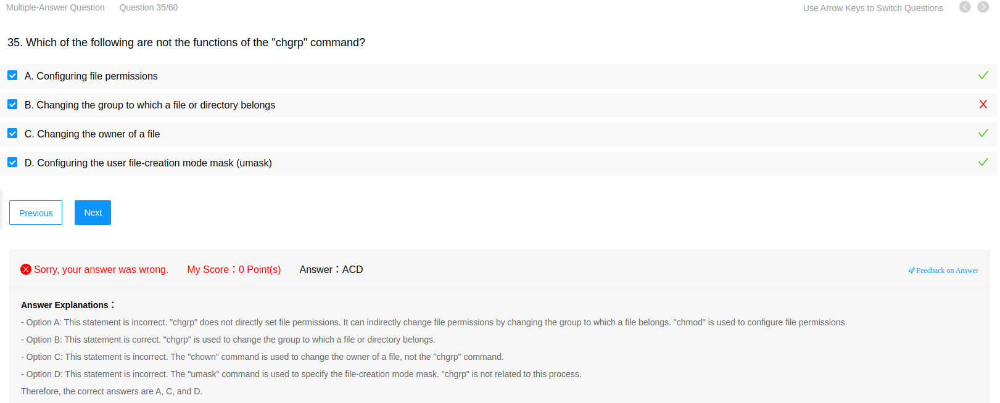 Multiple-Answer Question Question 35/60 Use Arrow Keys to Switch Questions
35. Which of the following are not the functions of the "chgrp" command?
A. Configuring file permissions
B. Changing the group to which a file or directory belongs
C. Changing the owner of a file
D. Configuring the user file-creation mode mask (umask)
Previous Next
Sorry, your answer was wrong. My Score：0 Point(s) Answer：ACD Feedback on Answer
Answer Explanations：
- Option A: This statement is incorrect. "chgrp" does not directly set file permissions. It can indirectly change file permissions by changing the group to which a file belongs. "chmod" is used to configure file permissions.
- Option B: This statement is correct. "chgrp" is used to change the group to which a file or directory belongs.
- Option C: This statement is incorrect. The "chown" command is used to change the owner of a file, not the "chgrp" command.
- Option D: This statement is incorrect. The "umask" command is used to specify the file-creation mode mask. "chgrp" is not related to this process.
Therefore, the correct answers are A, C, and D.